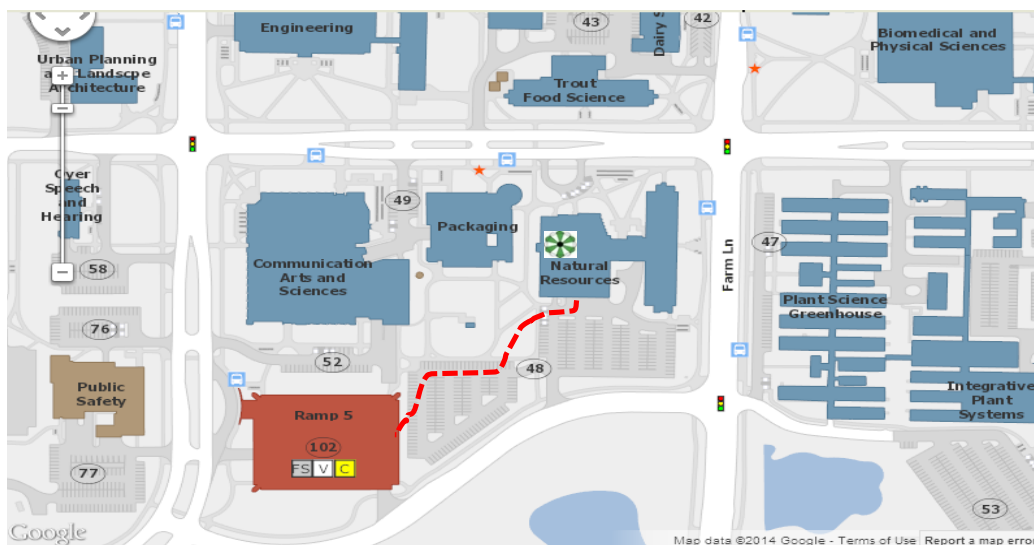 Engineering
43
Dairy S
42
Biomedical and
Physical Sciences
Urban Planning
and Landscpe
Architecture
Trout
Food Science
Oyer
Speech
and
Hearing
49
Packaging
47
Natural
Resources
58
Communication
Arts and
Sciences
Farm Ln
Plant Science
Greenhouse
76
52
48
Public
Safety
Ramp 5
Integrative
Plant
Systems
102
FS V C
77
53
Google
Map data ©2014 Google - Terms of Use Report a map error